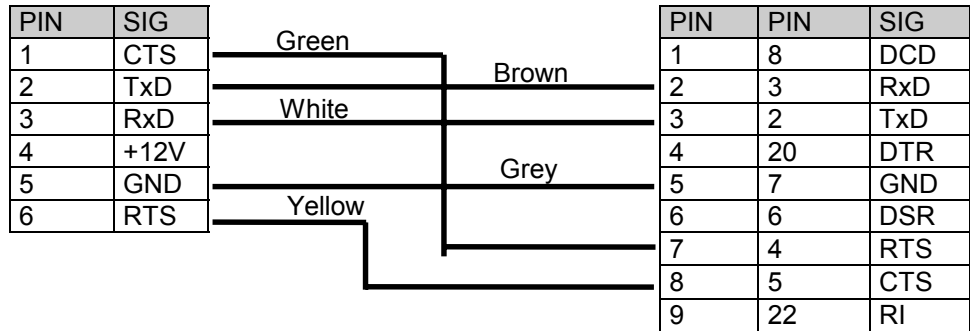 PIN SIG
1 CTS
2 TxD
3 RxD
4 +12V
5 GND
6 RTS
Green
Brown
White
Grey
Yellow
PIN PIN SIG
1 8 DCD
2 3 RxD
3 2 TxD
4 20 DTR
5 7 GND
6 6 DSR
7 4 RTS
8 5 CTS
9 22 RI